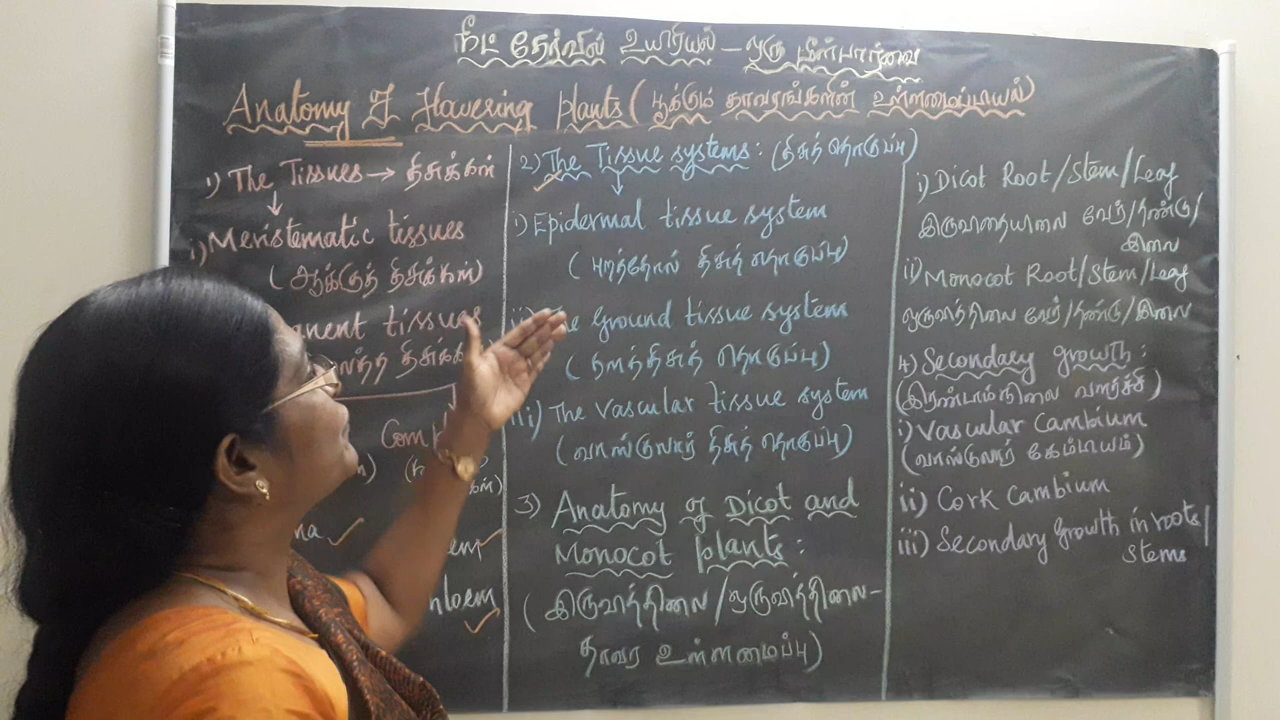 நீட் தேர்வில் உயிரியல் – ஒரு மீள்பார்வை
Anatomy of Flowering Plants (பூக்கும் தாவரங்களின் உள்ளமைப்பியல்)
1) The Tissues → திசுக்கள்
i) Meristematic tissues
(ஆக்குத் திசுக்கள்)
tissues
திசுக்க
2) The Tissue systems: (திசுத் தொகுப்பு)
i) Epidermal tissue system
(புறத்தோல் திசுத் தொகுப்பு)
Ground tissue system
(தளத்திசுத் தொகுப்பு)
iii) The Vascular tissue system
(வாஸ்குலார் திசுத் தொகுப்பு)
3) Anatomy of Dicot and
Monocot plants:
(இருவித்திலை/ஒருவித்திலை-
தாவர உள்ளமைப்பு)
i) Dicot Root/Stem/Leaf
இருவிதையிலை வேர்/தண்டு/
இலை
ii) Monocot Root/Stem/Leaf
ஒருவித்திலை வேர்/தண்டு/இலை
4) Secondary growth:
(இரண்டாம்நிலை வளர்ச்சி)
i) Vascular Cambium
(வாஸ்குலார் கேம்பியம்)
ii) Cork Cambium
iii) Secondary Growth in roots/
stems